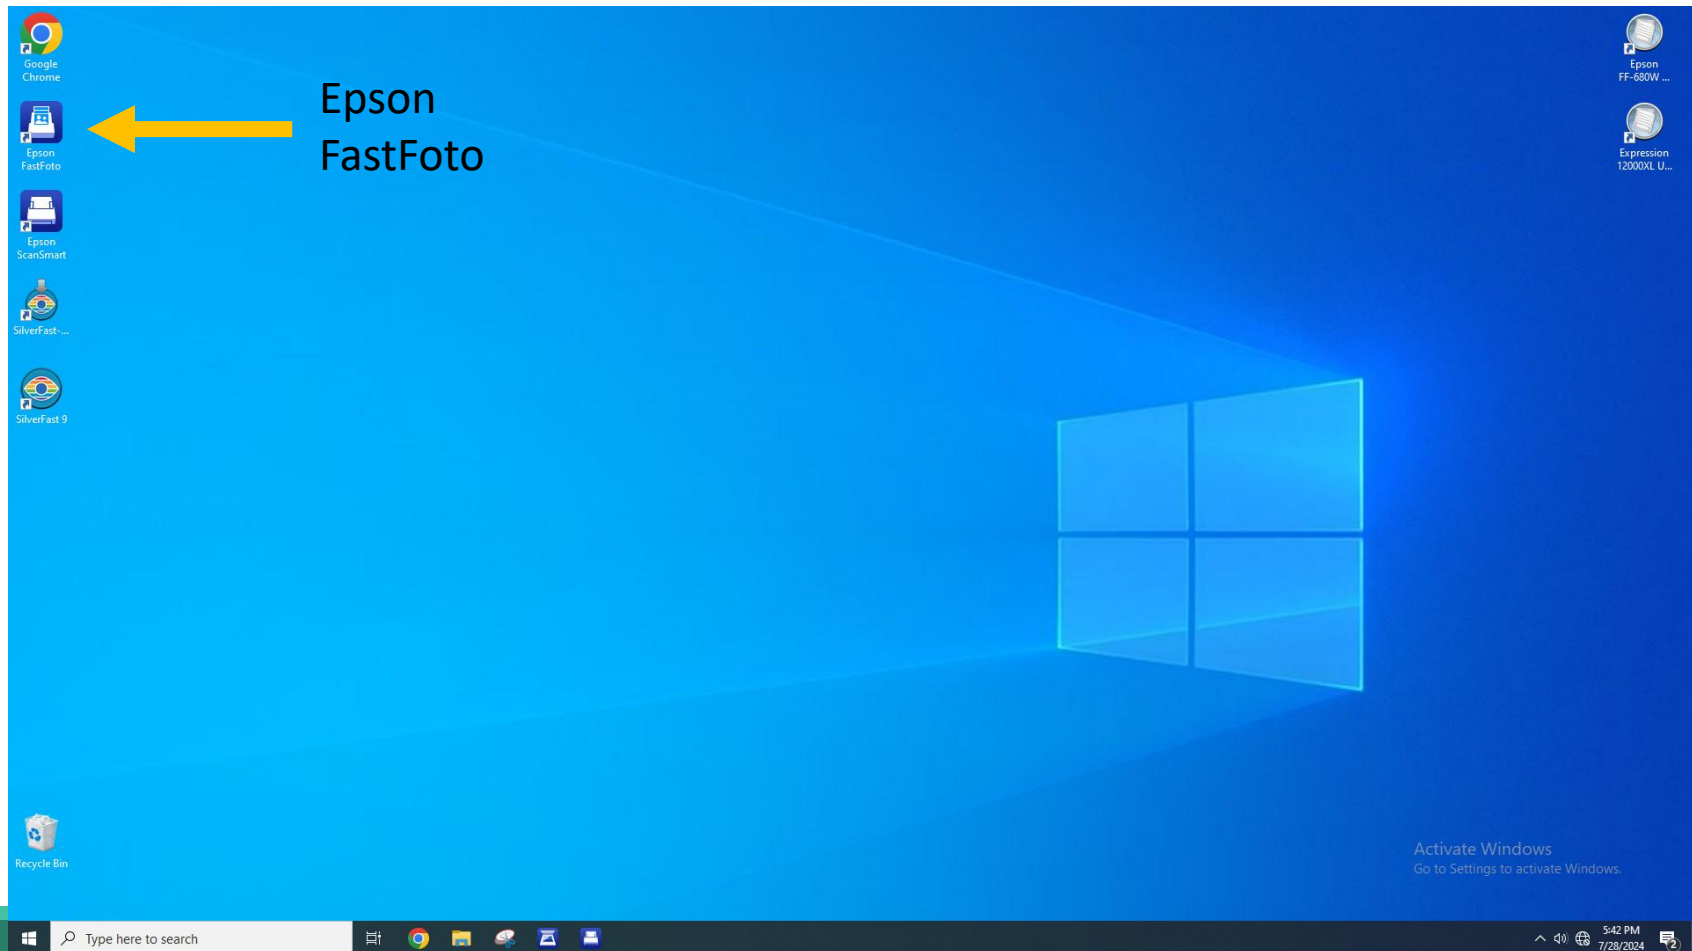 Google
Chrome
Epson
FastFoto
Epson
FastFoto
Epson
ScanSmart
SilverFast-...
SilverFast 9
Recycle Bin
Epson
FF-680W ...
Expression
12000XL U...
Activate Windows
Go to Settings to activate Windows.
Type here to search
5:42 PM
7/28/2024
2